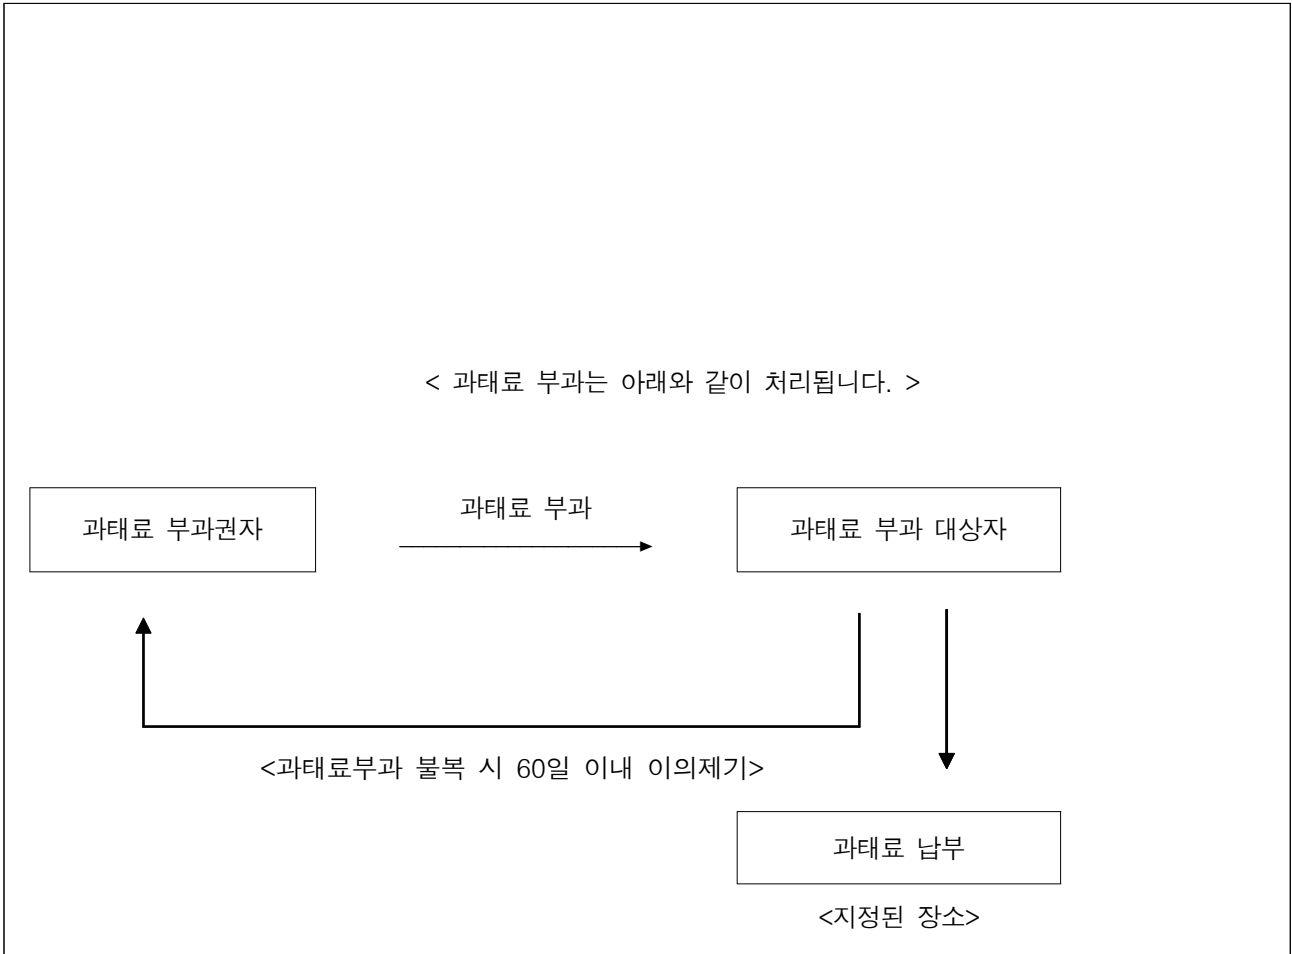 < 과태료 부과는 아래와 같이 처리됩니다. >
과태료 부과권자
과태료 부과
과태료 부과 대상자
<과태료부과 불복 시 60일 이내 이의제기>
과태료 납부
<지정된 장소>